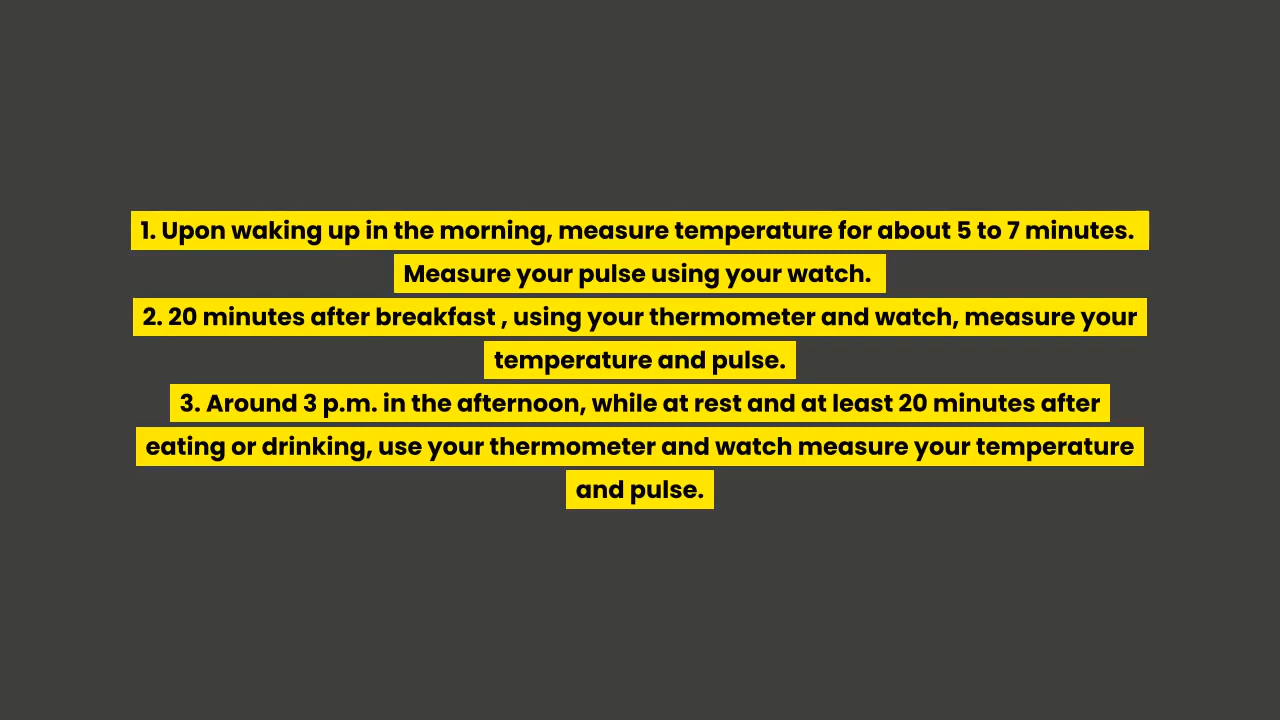 1. Upon waking up in the morning, measure temperature for about 5 to 7 minutes.
Measure your pulse using your watch.
2. 20 minutes after breakfast , using your thermometer and watch, measure your
temperature and pulse.
3. Around 3 p.m. in the afternoon, while at rest and at least 20 minutes after
eating or drinking, use your thermometer and watch measure your temperature
and pulse.